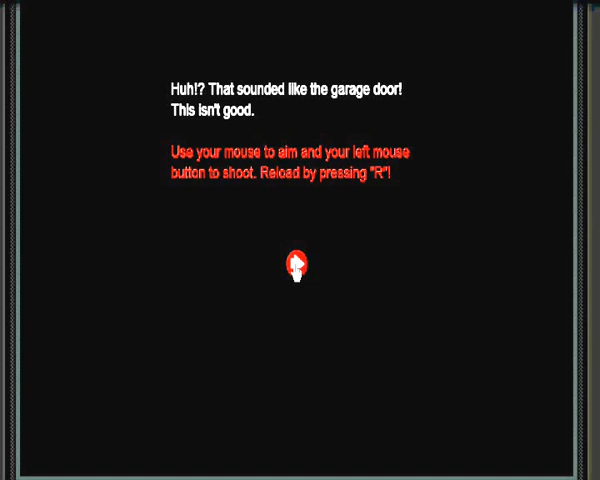 Huh!? That sounded like the garage door!
This isn't good.
Use your mouse to aim and your left mouse
button to shoot. Reload by pressing "R"!